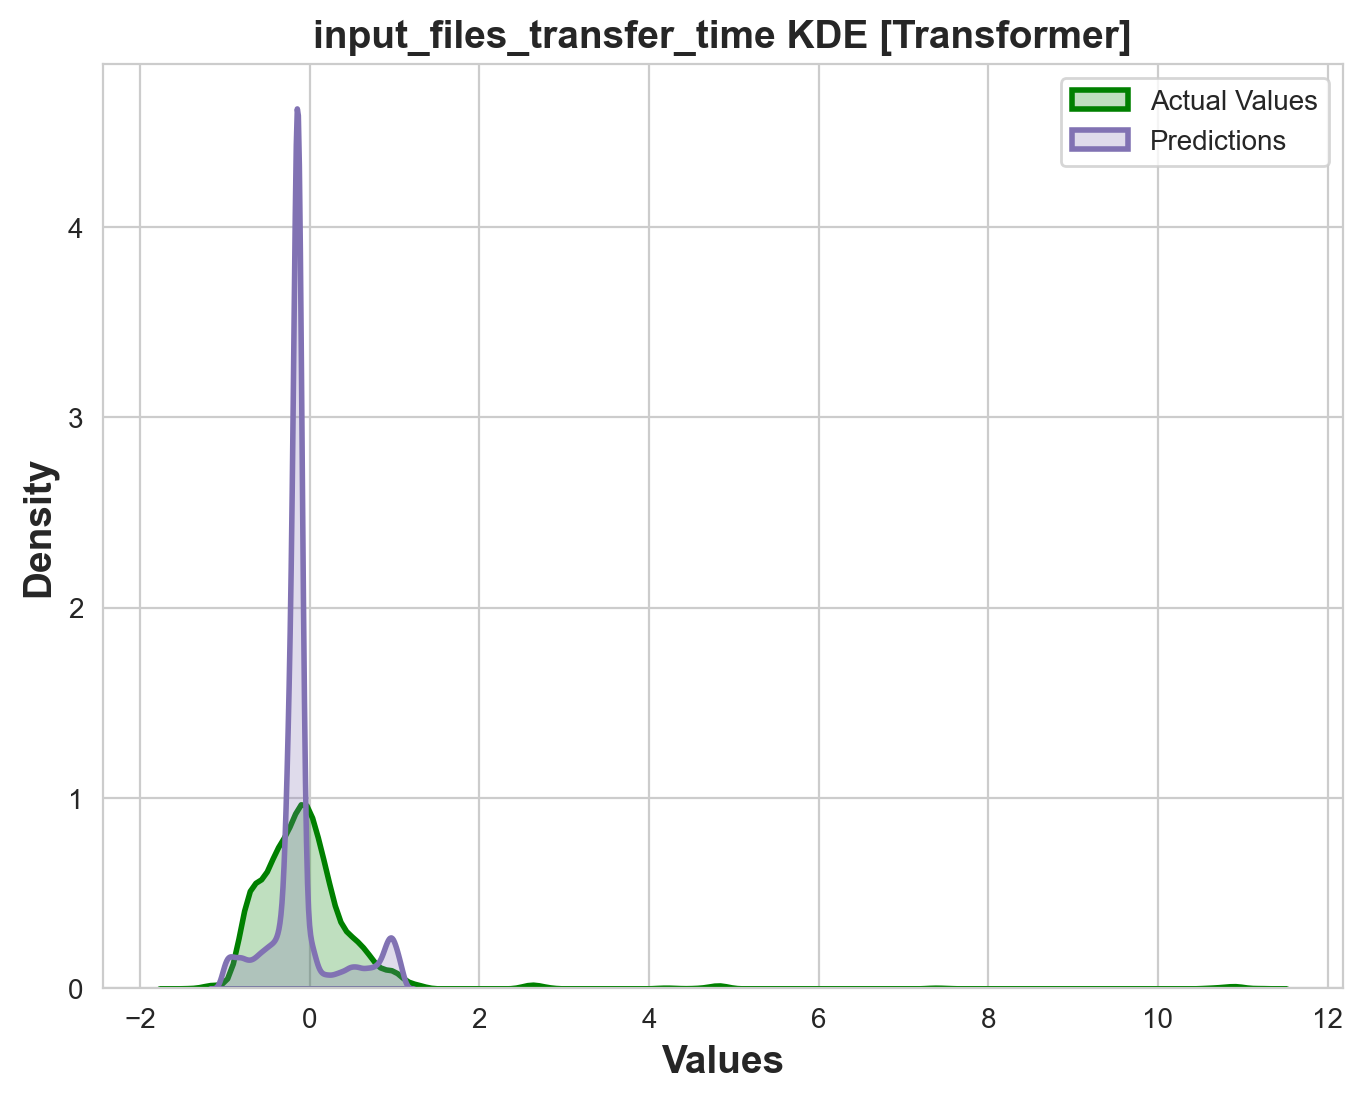 input_files_transfer_time KDE [Transformer]
Actual Values
Predictions
Density
4
3
2
1
0
−2
0
2
4
6
8
10
12
Values